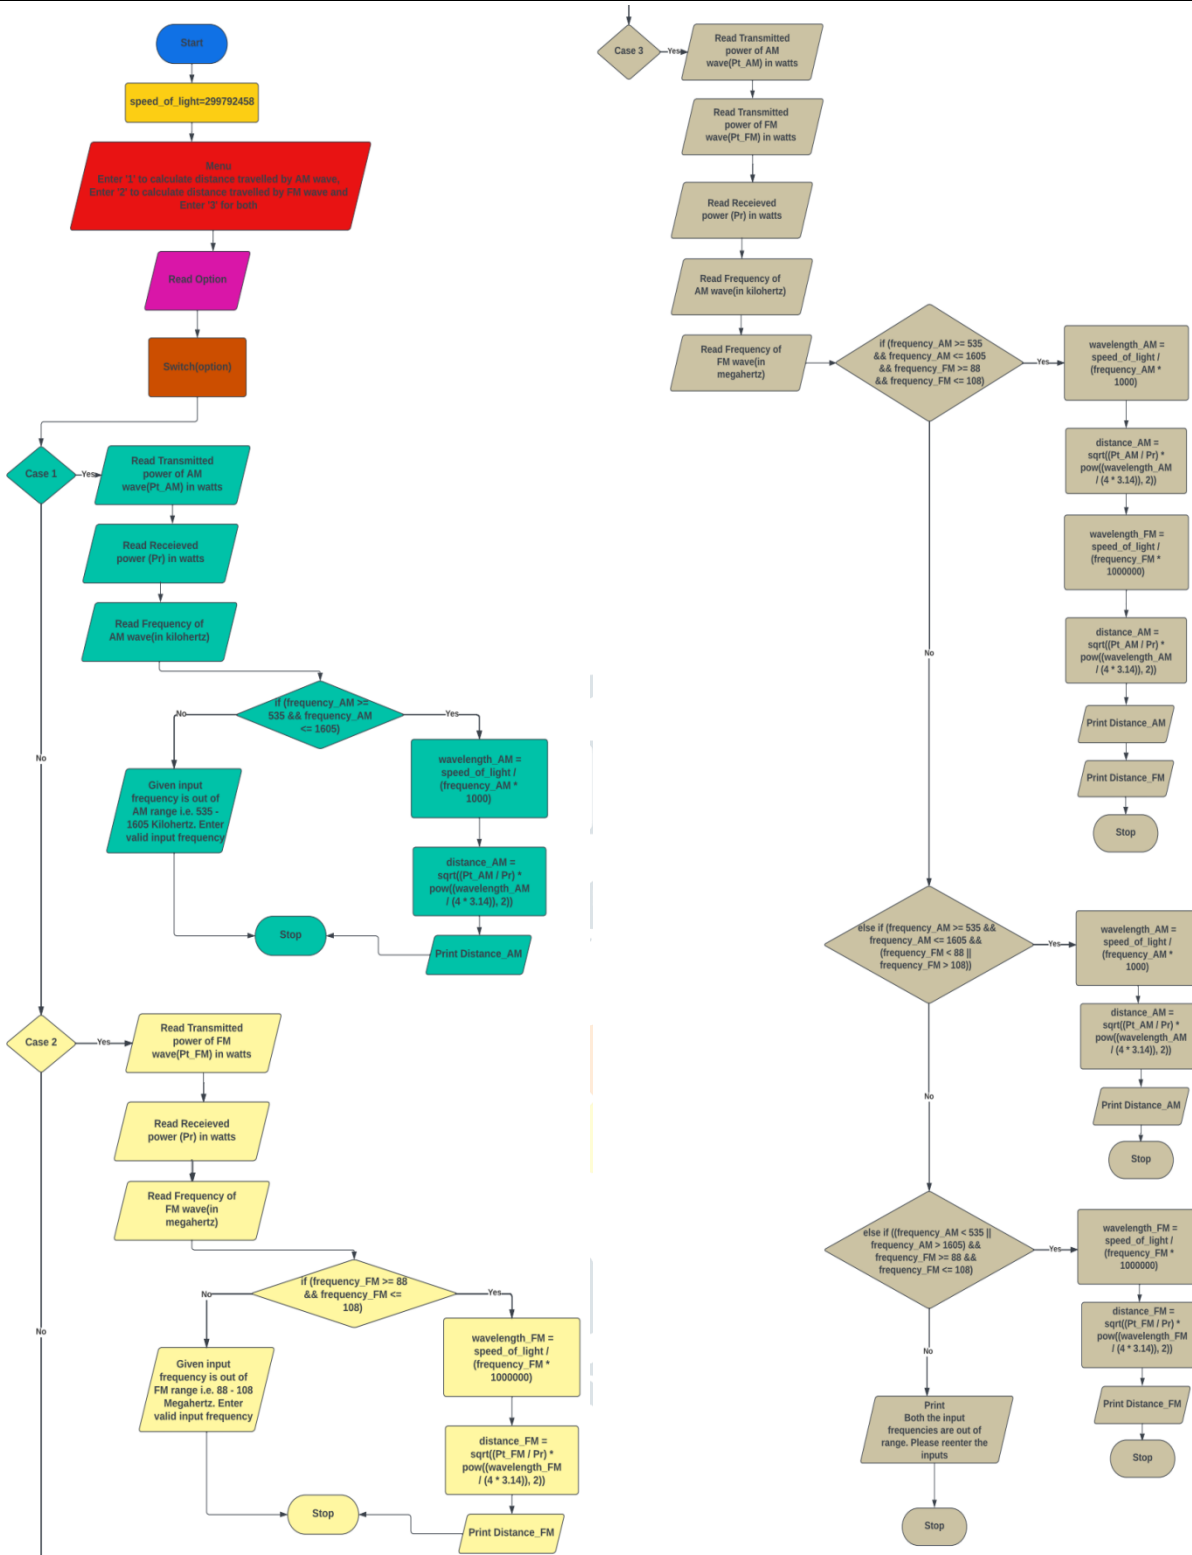 Start
speed_of_light=299792458
Menu
Enter '1' to calculate distance travelled by AM wave,
Enter '2' to calculate distance travelled by FM wave and
Enter '3' for both
Read Option
Switch(option)
Case 1
Yes
Read Transmitted
power of AM
wave(Pt_AM) in watts
Read Receieved
power (Pr) in watts
Read Frequency of
AM wave(in kilohertz)
if (frequency_AM >=
535 && frequency_AM
<= 1605)
No
Yes
Given input
frequency is out of
AM range i.e. 535 -
1605 Kilohertz. Enter
valid input frequency
wavelength_AM =
speed_of_light /
(frequency_AM *
1000)
distance_AM =
sqrt((Pt_AM / Pr) *
pow((wavelength_AM
/ (4 * 3.14)), 2))
Print Distance_AM
Stop
No
Case 2
Yes
Read Transmitted
power of FM
wave(Pt_FM) in watts
Read Receieved
power (Pr) in watts
Read Frequency of
FM wave(in
megahertz)
if (frequency_FM >= 88
&& frequency_FM <=
108)
No
Yes
Given input
frequency is out of
FM range i.e. 88 - 108
Megahertz. Enter
valid input frequency
wavelength_FM =
speed_of_light /
(frequency_FM *
1000000)
distance_FM =
sqrt((Pt_FM / Pr) *
pow((wavelength_FM
/ (4 * 3.14)), 2))
Print Distance_FM
Stop
No
Case 3
Yes
Read Transmitted
power of AM
wave(Pt_AM) in watts
Read Transmitted
power of FM
wave(Pt_FM) in watts
Read Receieved
power (Pr) in watts
Read Frequency of
AM wave(in kilohertz)
Read Frequency of
FM wave(in
megahertz)
if (frequency_AM >= 535
&& frequency_AM <= 1605
&& frequency_FM >= 88
&& frequency_FM <= 108)
Yes
wavelength_AM =
speed_of_light /
(frequency_AM *
1000)
distance_AM =
sqrt((Pt_AM / Pr) *
pow((wavelength_AM
/ (4 * 3.14)), 2))
wavelength_FM =
speed_of_light /
(frequency_FM *
1000000)
distance_AM =
sqrt((Pt_AM / Pr) *
pow((wavelength_AM
/ (4 * 3.14)), 2))
Print Distance_AM
Print Distance_FM
Stop
No
else if (frequency_AM >= 535 &&
frequency_AM <= 1605 &&
(frequency_FM < 88 ||
frequency_FM > 108))
Yes
wavelength_AM =
speed_of_light /
(frequency_AM *
1000)
distance_AM =
sqrt((Pt_AM / Pr) *
pow((wavelength_AM
/ (4 * 3.14)), 2))
Print Distance_AM
Stop
No
else if ((frequency_AM < 535 ||
frequency_AM > 1605) &&
frequency_FM >= 88 &&
frequency_FM <= 108)
Yes
wavelength_FM =
speed_of_light /
(frequency_FM *
1000000)
distance_FM =
sqrt((Pt_FM / Pr) *
pow((wavelength_FM
/ (4 * 3.14)), 2))
Print Distance_FM
Stop
No
Print
Both the input
frequencies are out of
range. Please reenter the
inputs
Stop